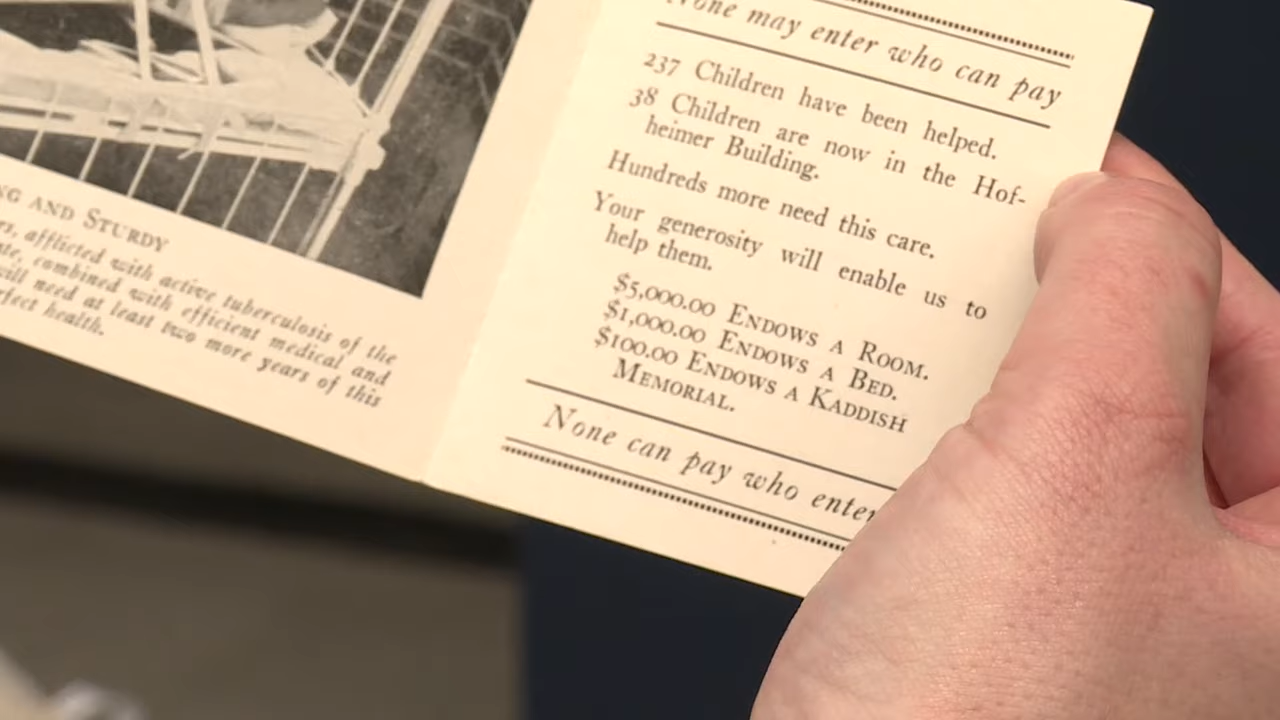 AND STURDY
afflicted with active tuberculosis of the
combined with efficient medical and
will need at least two more years of this
health.
None may enter who can pay
237 Children have been helped.
38 Children are now in the Hof-
heimer Building.
Hundreds more need this care.
Your generosity will enable us to
help them.
$5,000.00 ENDOWS A ROOM.
$1,000.00 ENDOWS A BED.
$100.00 ENDOWS A KADDISH
MEMORIAL.
None can pay who enter